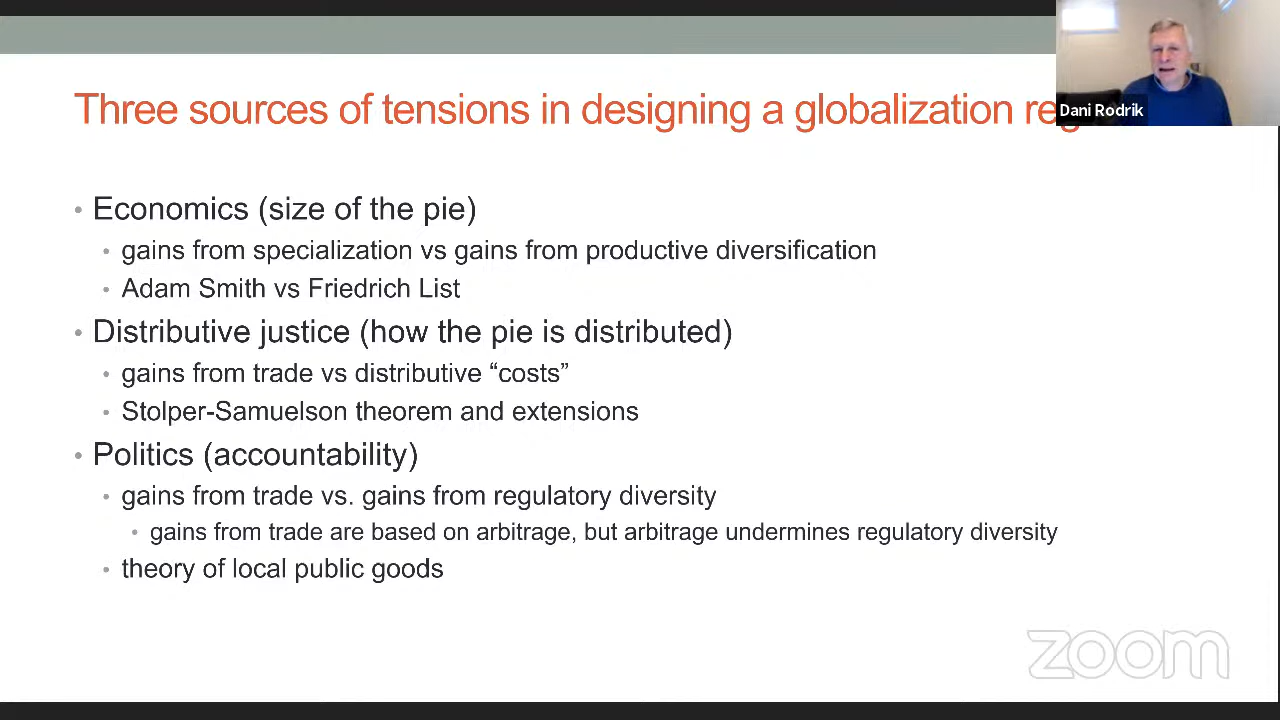 Three sources of tensions in designing a globalization
Dani Rodrik
• Economics (size of the pie)
• gains from specialization vs gains from productive diversification
• Adam Smith vs Friedrich List
• Distributive justice (how the pie is distributed)
• gains from trade vs distributive “costs”
• Stolper-Samuelson theorem and extensions
• Politics (accountability)
• gains from trade vs. gains from regulatory diversity
• gains from trade are based on arbitrage, but arbitrage undermines regulatory diversity
• theory of local public goods
zoom